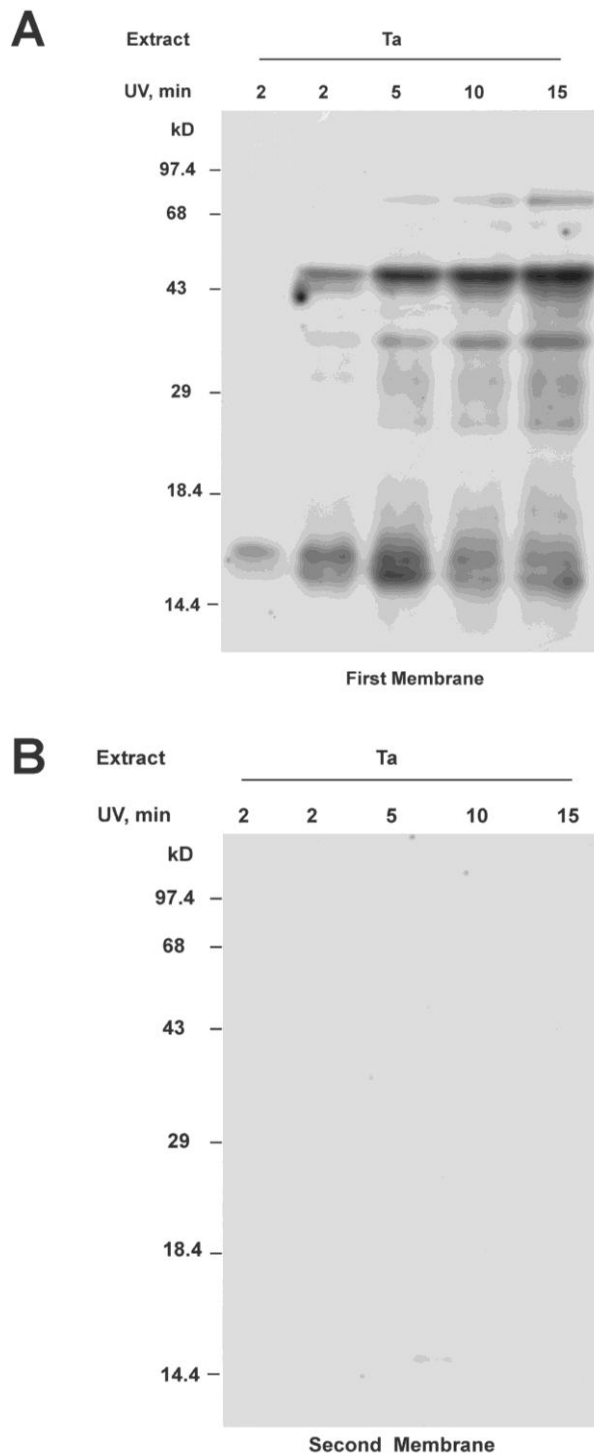 A
Extract Ta
UV, min 2 2 5 10 15
kD
97.4
68
43
29
18.4
14.4
First Membrane
B
Extract Ta
UV, min 2 2 5 10 15
kD
97.4
68
43
29
18.4
14.4
Second Membrane